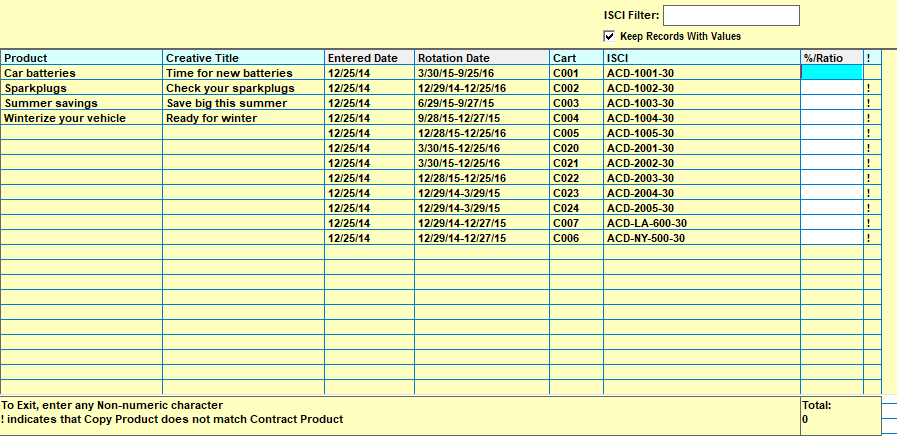 ISCI Filter:
Keep Records With Values
Product Creative Title Entered Date Rotation Date Cart ISCI %/Ratio !
Car batteries Time for new batteries 12/25/14 3/30/15-9/25/16 C001 ACD-1001-30
Sparkplugs Check your sparkplugs 12/25/14 12/29/14-12/25/16 C002 ACD-1002-30 !
Summer savings Save big this summer 12/25/14 6/29/15-9/27/15 C003 ACD-1003-30 !
Winterize your vehicle Ready for winter 12/25/14 9/28/15-12/27/15 C004 ACD-1004-30 !
12/25/14 12/28/15-12/25/16 C005 ACD-1005-30 !
12/25/14 3/30/15-12/25/16 C020 ACD-2001-30 !
12/25/14 3/30/15-12/25/16 C021 ACD-2002-30 !
12/25/14 12/28/15-12/25/16 C022 ACD-2003-30 !
12/25/14 12/29/14-3/29/15 C023 ACD-2004-30 !
12/25/14 12/29/14-3/29/15 C024 ACD-2005-30 !
12/25/14 12/29/14-12/27/15 C007 ACD-LA-600-30 !
12/25/14 12/29/14-12/27/15 C006 ACD-NY-500-30 !
To Exit, enter any Non-numeric character
! indicates that Copy Product does not match Contract Product
Total:
0